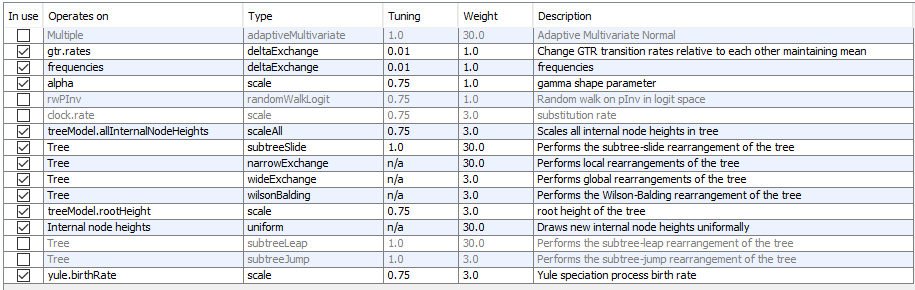 In use Operates on Type Tuning Weight Description
Multiple adaptiveMultivariate 1.0 30.0 Adaptive Multivariate Normal
gtr.rates deltaExchange 0.01 1.0 Change GTR transition rates relative to each other maintaining mean
frequencies deltaExchange 0.01 1.0 frequencies
alpha scale 0.75 1.0 gamma shape parameter
rwPInv randomWalkLogit 0.75 1.0 Random walk on pInv in logit space
clock.rate scale 0.75 3.0 substitution rate
treeModel.allInternalNodeHeights scaleAll 0.75 3.0 Scales all internal node heights in tree
Tree subtreeSlide 1.0 30.0 Performs the subtree-slide rearrangement of the tree
Tree narrowExchange n/a 30.0 Performs local rearrangements of the tree
Tree wideExchange n/a 3.0 Performs global rearrangements of the tree
Tree wilsonBalding n/a 3.0 Performs the Wilson-Balding rearrangement of the tree
treeModel.rootHeight scale 0.75 3.0 root height of the tree
Internal node heights uniform n/a 30.0 Draws new internal node heights uniformally
Tree subtreeLeap 1.0 30.0 Performs the subtree-leap rearrangement of the tree
Tree subtreeJump 1.0 3.0 Performs the subtree-jump rearrangement of the tree
yule.birthRate scale 0.75 3.0 Yule speciation process birth rate